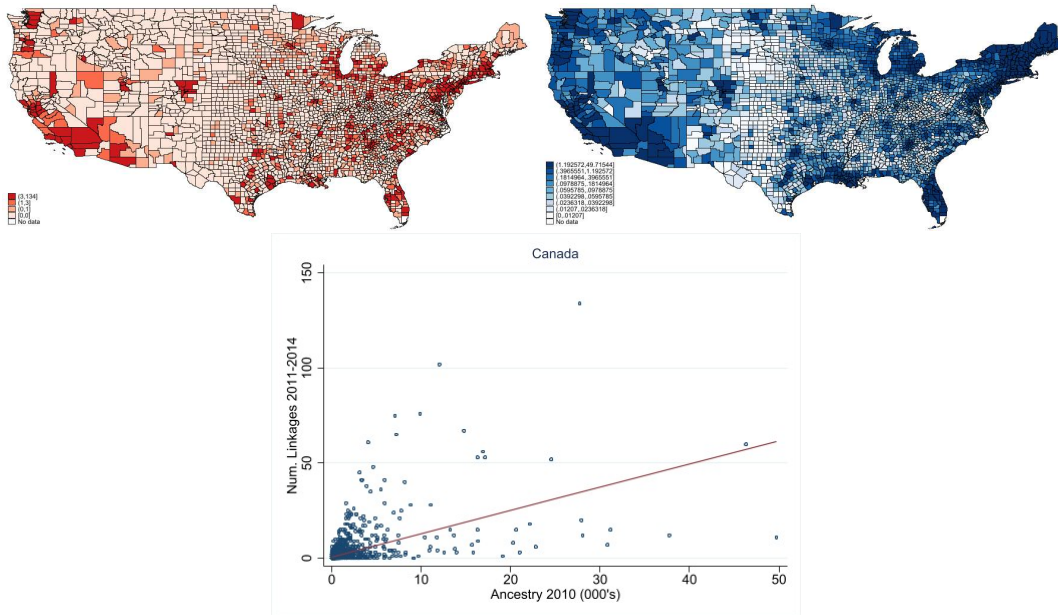 (3,134]
(1,3]
(0,1]
[0,0]
No data
(1.192572,49.71544]
(.3965551,1.192572]
(.1814964,.3965551]
(.0978875,.1814964]
(.0595785,.0978875]
(.0392298,.0595785]
(.0236318,.0392298]
(.01207,.0236318]
[0,.01207]
No data
Canada
150
100
50
0
Num. Linkages 2011-2014
0 10 20 30 40 50
Ancestry 2010 (000's)